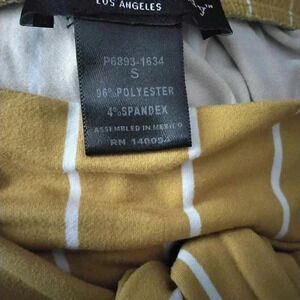 LOS ANGELES
P6893-1634
S
96% POLYESTER
4% SPANDEX
ASSEMBLED IN MEXICO
RN 140094